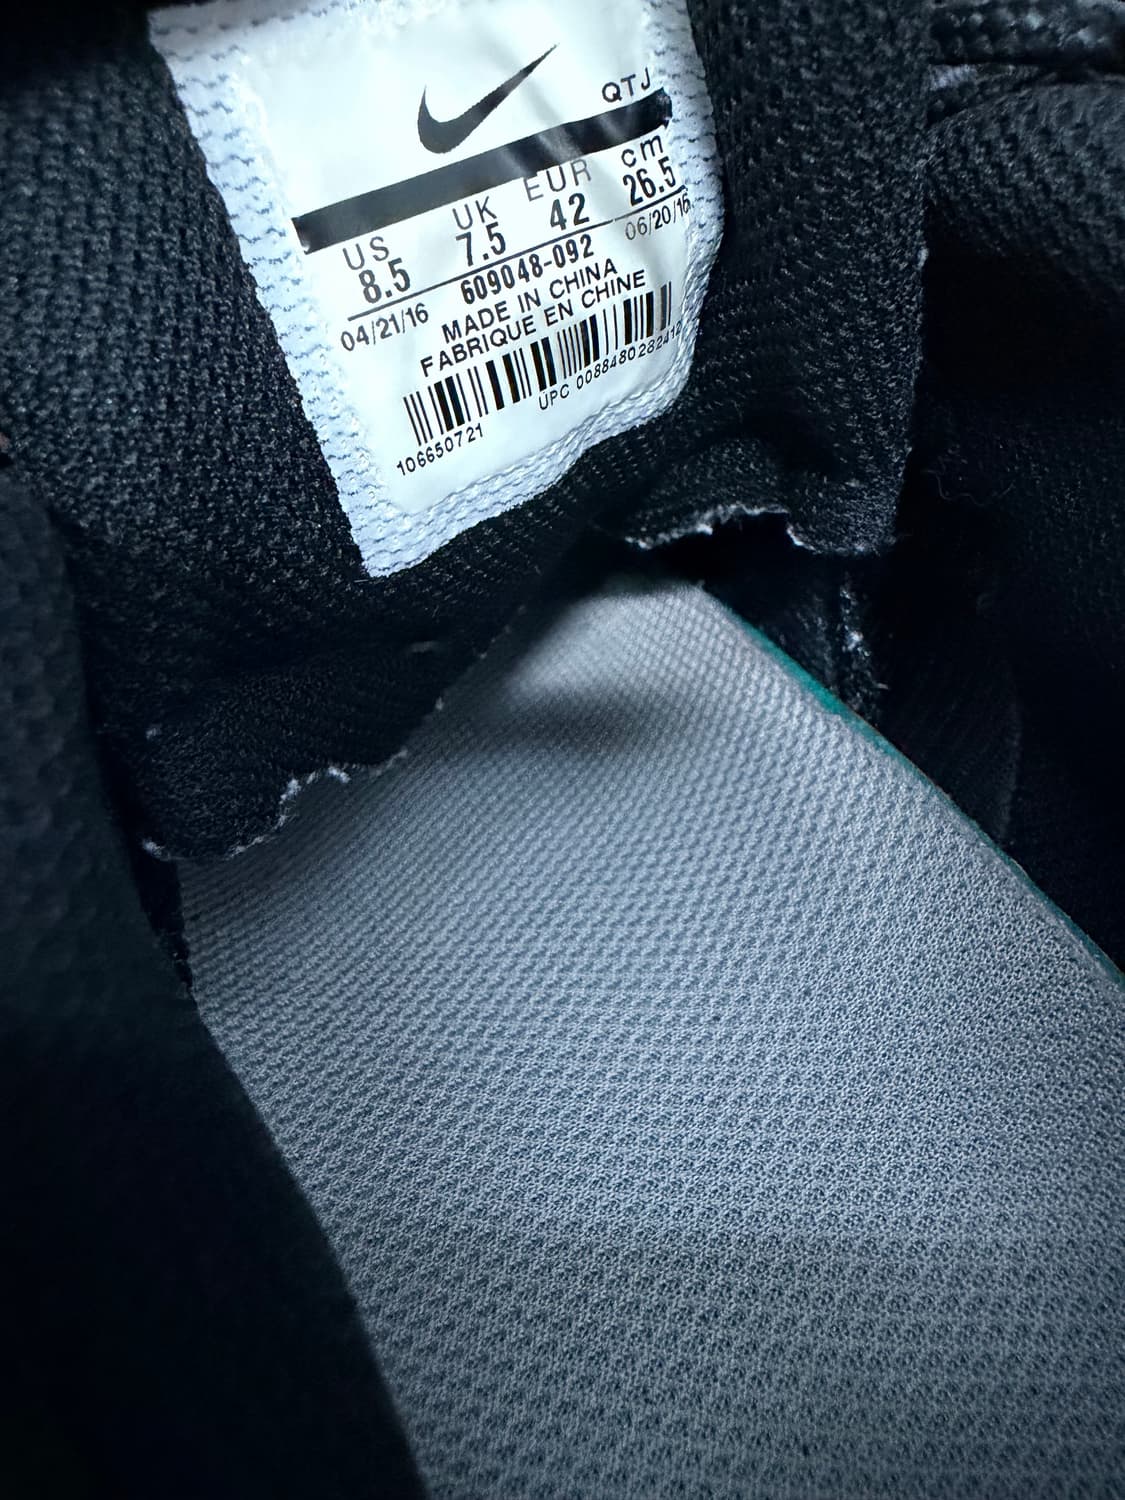 QTJ
US UK EUR cm
8.5 7.5 42 26.5
04/21/16 609048-092 06/20/16
MADE IN CHINA
FABRIQUE EN CHINE
106650721 UPC